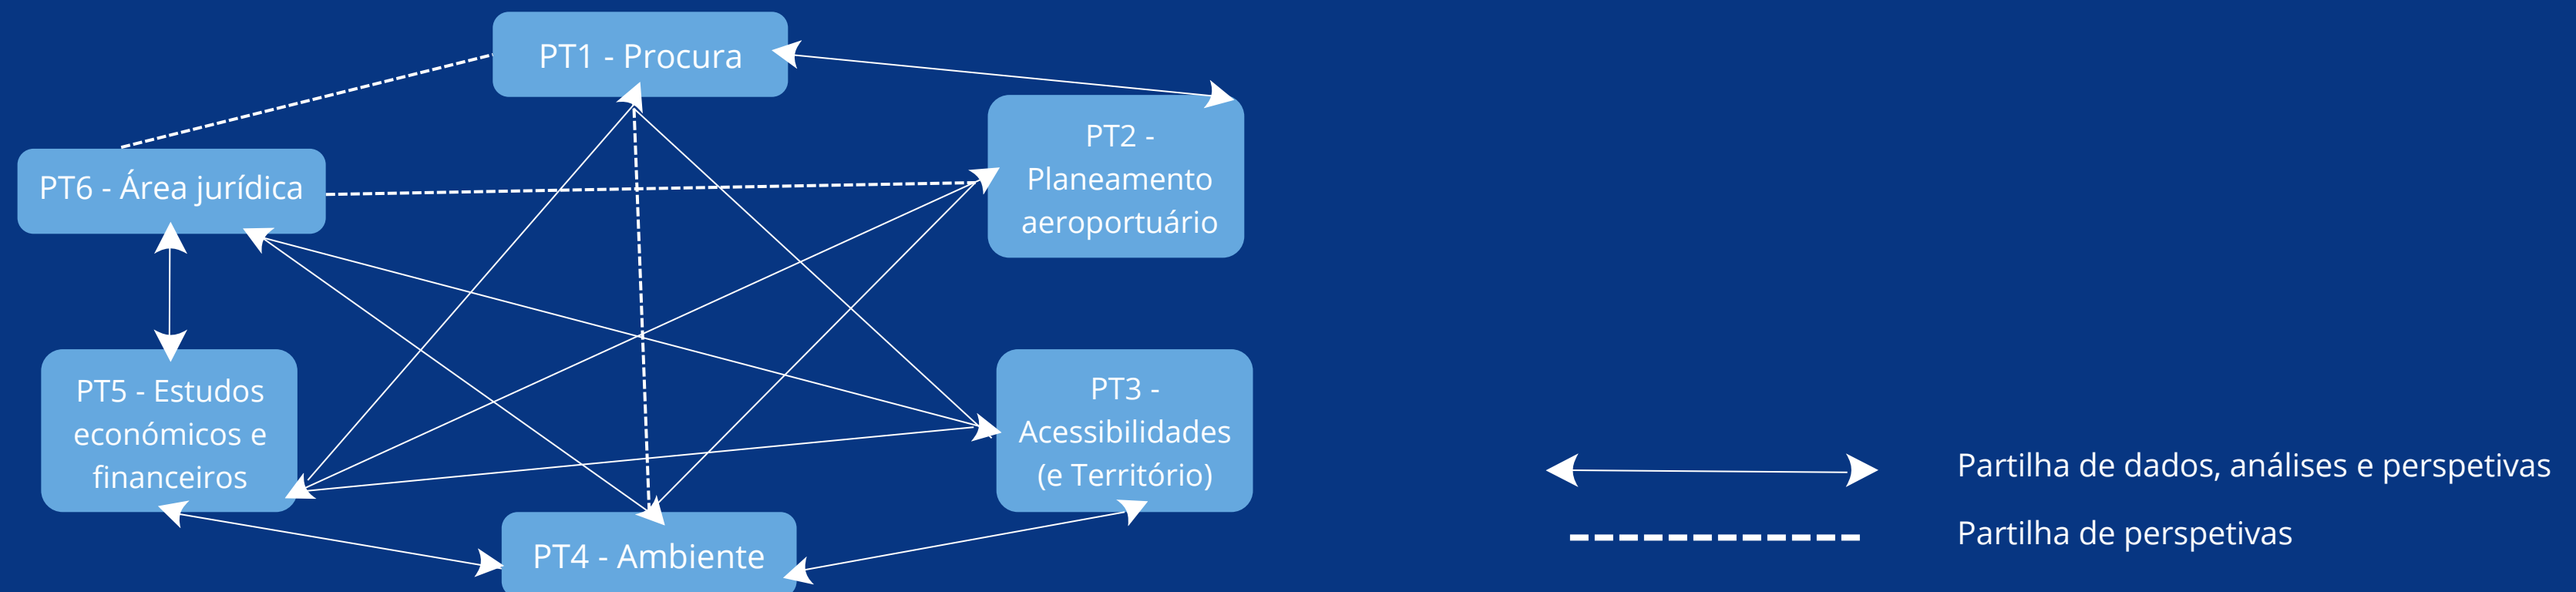 PT1 - Procura
PT2 -
Planeamento
aeroportuário
PT6 - Área jurídica
PT5 - Estudos
económicos e
financeiros
PT3 -
Acessibilidades
(e Território)
PT4 - Ambiente
Partilha de dados, análises e perspetivas
Partilha de perspetivas